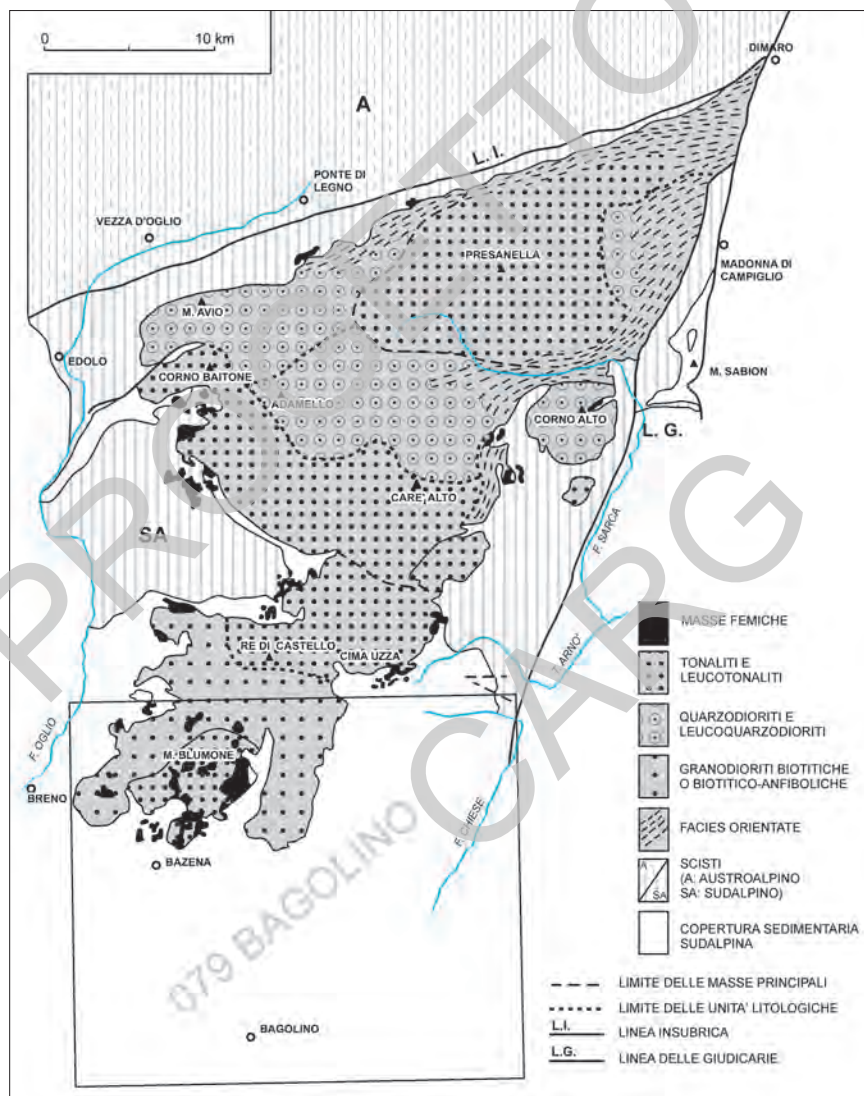 0 10 km
DIMARO
A
L. I.
PONTE DI
LEGNO
VEZZA D'OGLIO
PRESANELLA
MADONNA DI
CAMPIGLIO
M. AVIO
EDOLO
CORNO BAITONE
ADAMELLO
M. SABION
CORNO ALTO
L. G.
CARE' ALTO
SA
F. SARCA
RE DI CASTELLO
CIMA UZZA
T. ARNO'
F. OGLIO
M. BLUMONE
BRENO
F. CHIESE
BAZENA
079 BAGOLINO
BAGOLINO
MASSE FEMICHE
TONALITI E
LEUCOTONALITI
QUARZODIORITI E
LEUCOQUARZODIORITI
GRANODIORITI BIOTITICHE
O BIOTITICO-ANFIBOLICHE
FACIES ORIENTATE
A
SA
SCISTI
(A: AUSTROALPINO
SA: SUDALPINO)
COPERTURA SEDIMENTARIA
SUDALPINA
LIMITE DELLE MASSE PRINCIPALI
LIMITE DELLE UNITA' LITOLOGICHE
L.I. LINEA INSUBRICA
L.G. LINEA DELLE GIUDICARIE
PROGETTO
CARG